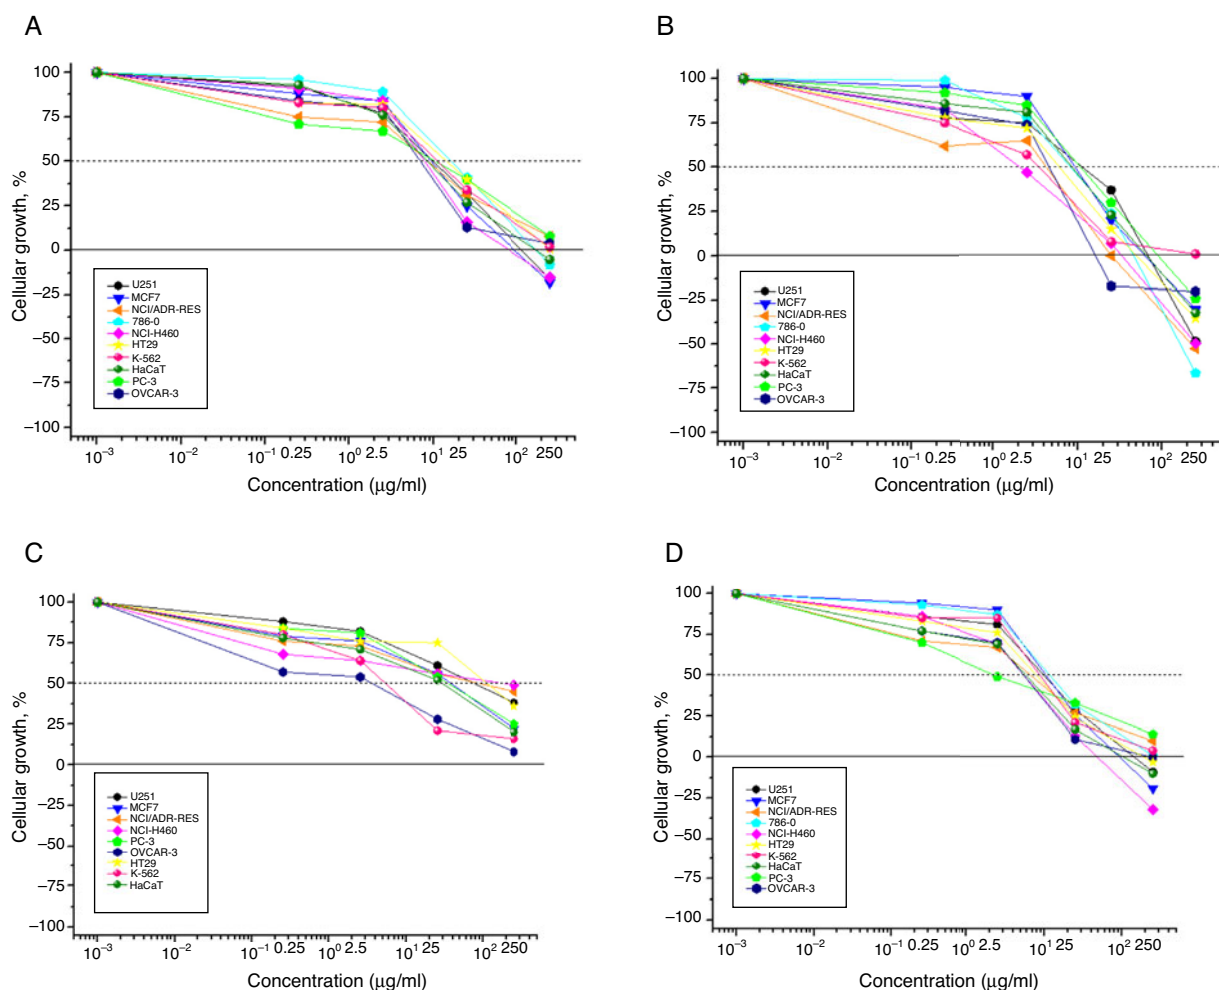 A
Cellular growth, %
100
75
50
25
0
−25
−50
−75
−100
U251
MCF7
NCI/ADR-RES
786-0
NCI-H460
HT29
K-562
HaCaT
PC-3
OVCAR-3
10⁻³ 10⁻² 10⁻¹ 0.25 10⁰ 2.5 10¹ 25 10² 250
Concentration (μg/ml)
B
Cellular growth, %
100
75
50
25
0
−25
−50
−75
−100
U251
MCF7
NCI/ADR-RES
786-0
NCI-H460
HT29
K-562
HaCaT
PC-3
OVCAR-3
10⁻³ 10⁻² 10⁻¹ 0.25 10⁰ 2.5 10¹ 25 10² 250
Concentration (μg/ml)
C
Cellular growth, %
100
75
50
25
0
−25
−50
−75
−100
U251
MCF7
NCI/ADR-RES
NCI-H460
PC-3
OVCAR-3
HT29
K-562
HaCaT
10⁻³ 10⁻² 10⁻¹ 0.25 10⁰ 2.5 10¹ 25 10² 250
Concentration (μg/ml)
D
Cellular growth, %
100
75
50
25
0
−25
−50
−75
−100
U251
MCF7
NCI/ADR-RES
786-0
NCI-H460
HT29
K-562
HaCaT
PC-3
OVCAR-3
10⁻³ 10⁻² 10⁻¹ 0.25 10⁰ 2.5 10¹ 25 10² 250
Concentration (μg/ml)